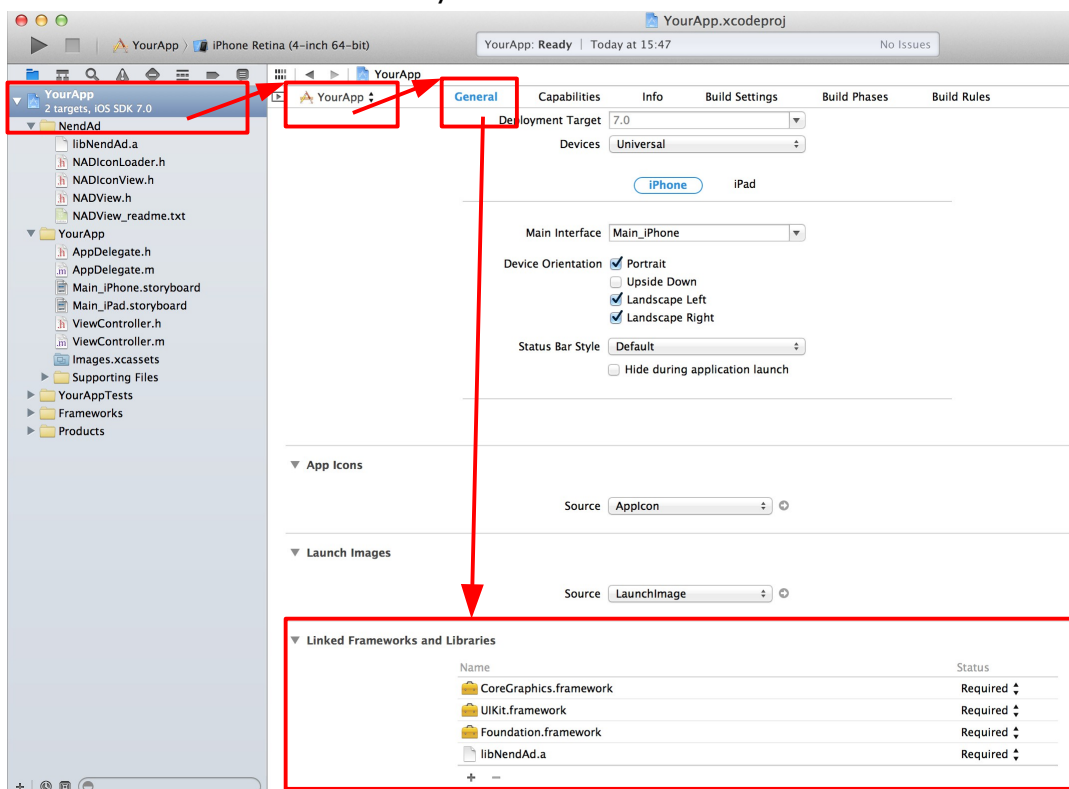 YourApp.xcodeproj
YourApp iPhone Retina (4-inch 64-bit)
YourApp: Ready | Today at 15:47 No Issues
YourApp
YourApp
2 targets, iOS SDK 7.0
NendAd
libNendAd.a
NADIconLoader.h
NADIconView.h
NADView.h
NADView_readme.txt
YourApp
AppDelegate.h
AppDelegate.m
Main_iPhone.storyboard
Main_iPad.storyboard
ViewController.h
ViewController.m
Images.xcassets
Supporting Files
YourAppTests
Frameworks
Products
YourApp
General Capabilities Info Build Settings Build Phases Build Rules
Deployment Target 7.0
Devices Universal
iPhone iPad
Main Interface Main_iPhone
Device Orientation Portrait
Upside Down
Landscape Left
Landscape Right
Status Bar Style Default
Hide during application launch
App Icons
Source AppIcon
Launch Images
Source LaunchImage
Linked Frameworks and Libraries
Name Status
CoreGraphics.framework Required
UIKit.framework Required
Foundation.framework Required
libNendAd.a Required